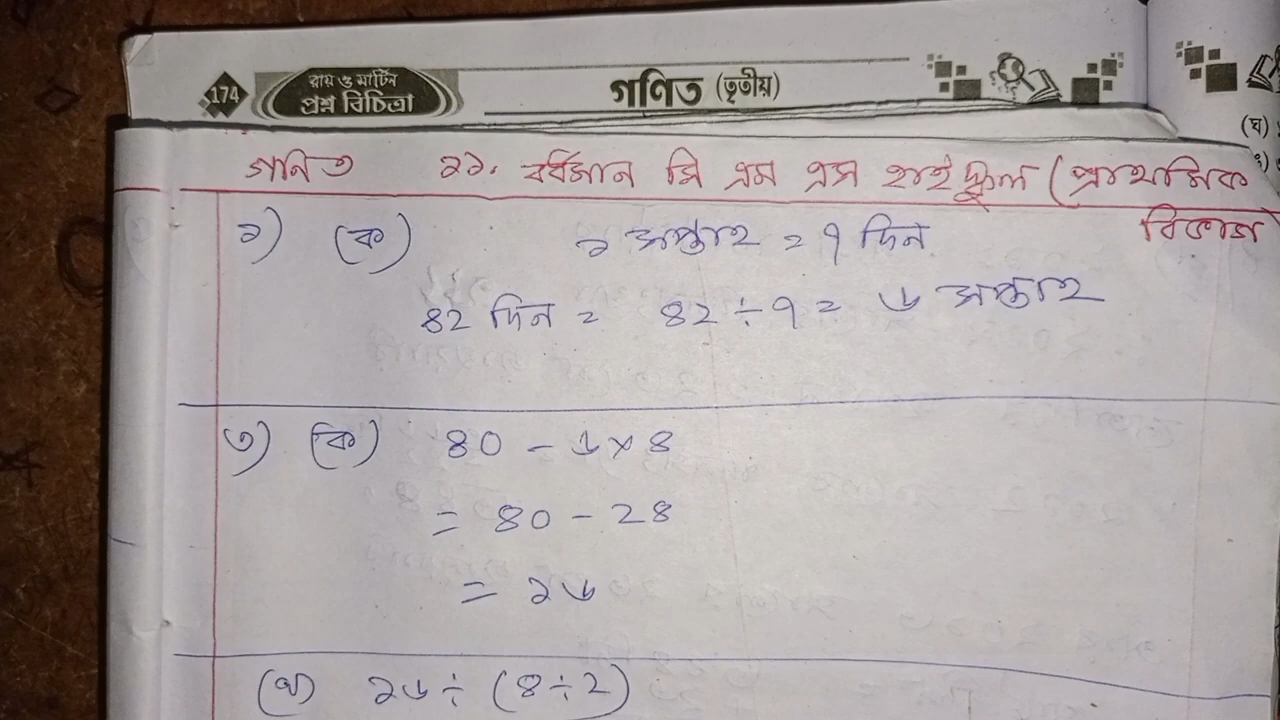 174
রায় ও মার্টিন
প্রশ্ন বিচিত্রা
গণিত (তৃতীয়)
(ঘ)
গণিত ২১. বর্ধমান সি এম এস হাই স্কুল (প্রাথমিক
বিভাগ
১) (ক) ১ সপ্তাহ = ৭ দিন
৪২ দিন = ৪২ ÷ ৭ = ৬ সপ্তাহ
৩) (ক) ৪০ - ৬ × ৪
= ৪০ - ২৪
= ১৬
(খ) ১৬ ÷ (৪ ÷ ২)